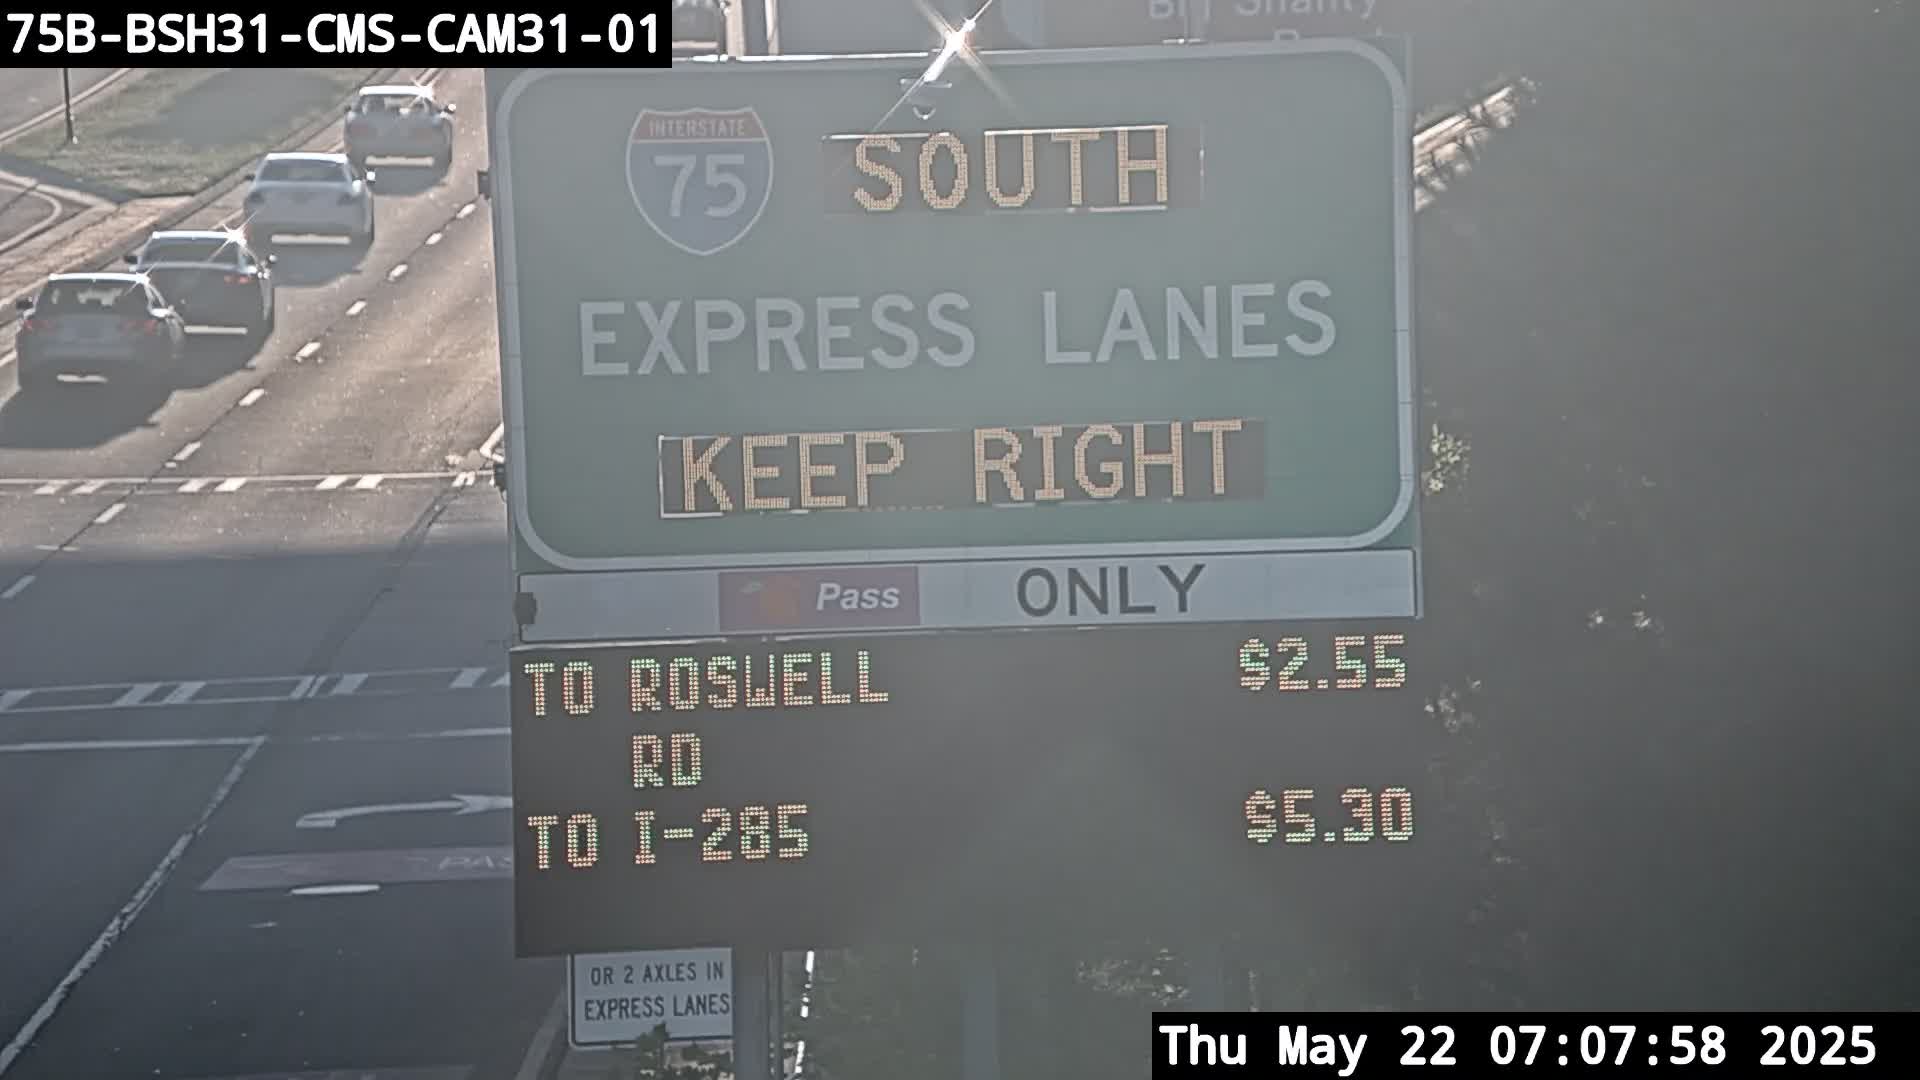 75B-BSH31-CMS-CAM31-01
Shanty
INTERSTATE
75
SOUTH
EXPRESS LANES
KEEP RIGHT
Pass ONLY
TO ROSWELL $2.55
RD
TO I-285 $5.30
OR 2 AXLES IN
EXPRESS LANES
Thu May 22 07:07:58 2025